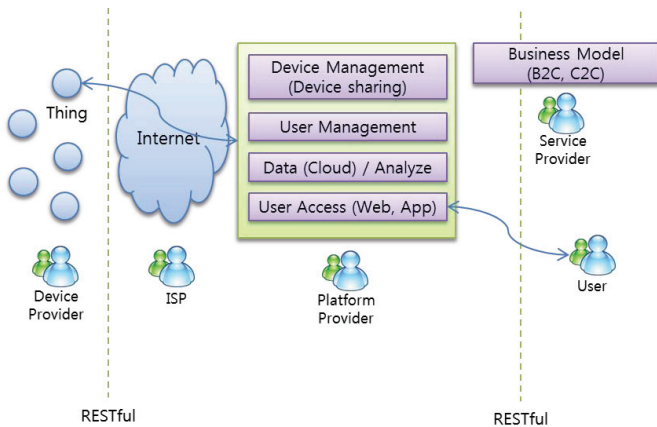 Thing
Internet
Device Management
(Device sharing)
User Management
Data (Cloud) / Analyze
User Access (Web, App)
Business Model
(B2C, C2C)
Service
Provider
User
Device
Provider
ISP
Platform
Provider
RESTful
RESTful